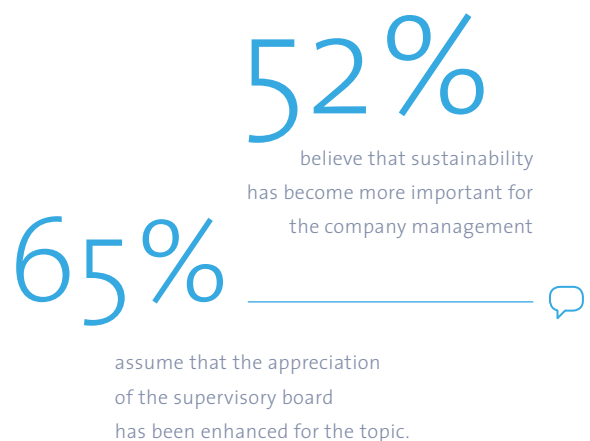 52%
believe that sustainability
has become more important for
the company management
65%
assume that the appreciation
of the supervisory board
has been enhanced for the topic.